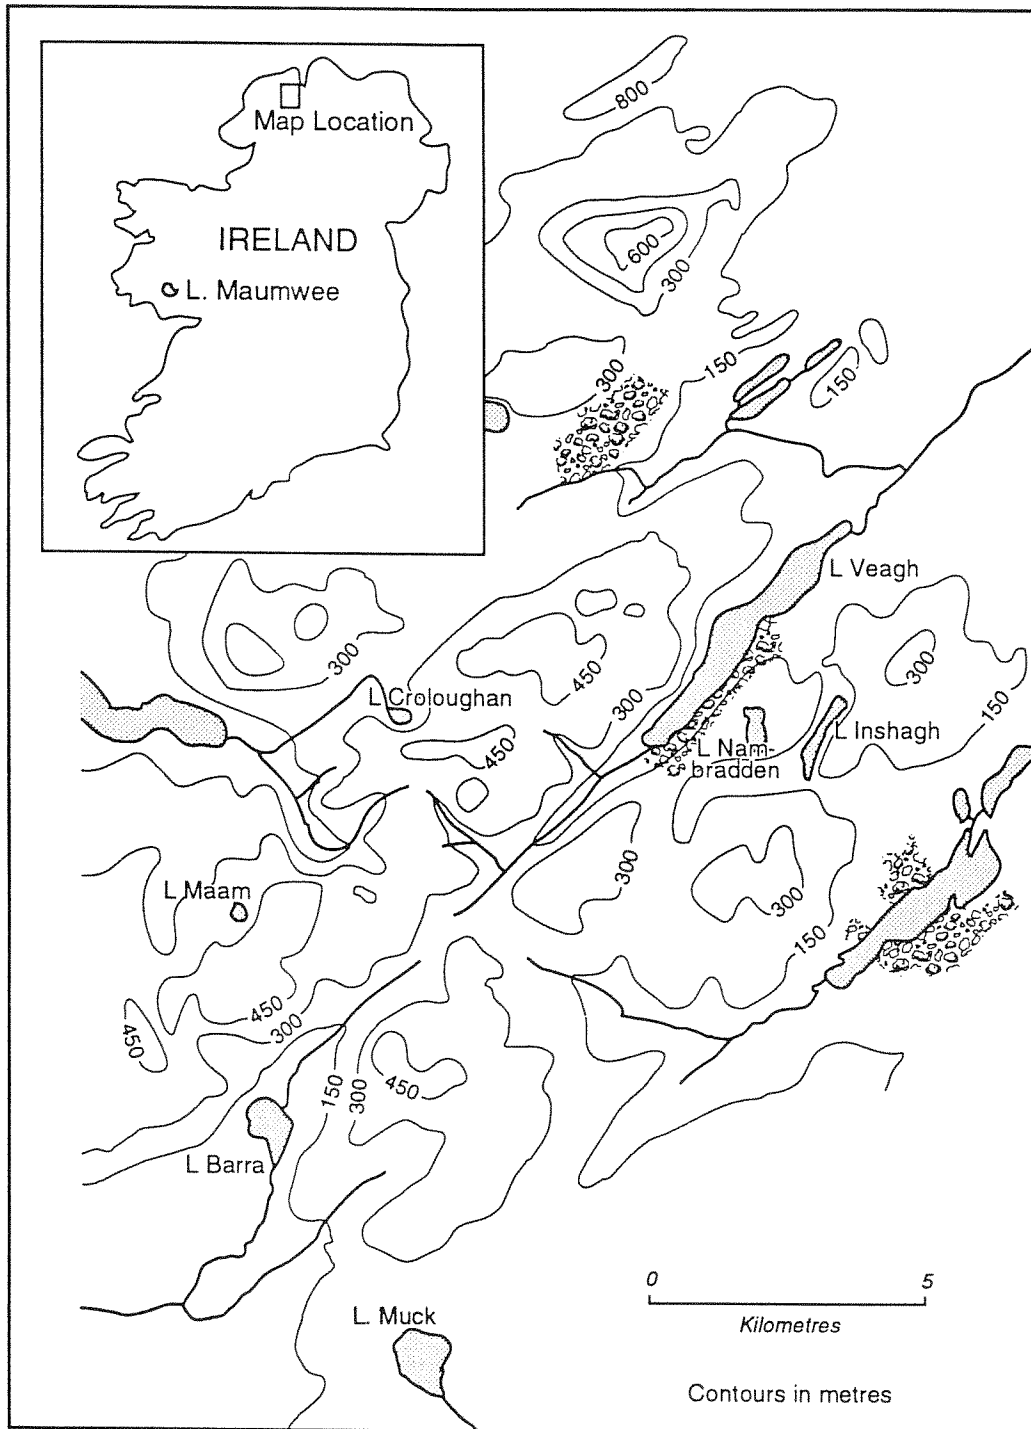 Map Location
IRELAND
L. Maumwee
800
600
300
150
300
150
L Veagh
300
450
300
300
150
L Croloughan
450
L Nam-
bradden
L Inshagh
300
300
150
L Maam
450
450
300
150
300
450
L Barra
L. Muck
0 5
Kilometres
Contours in metres